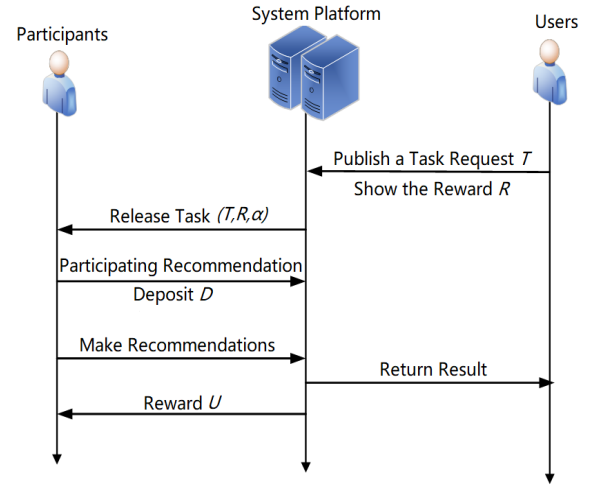 Participants
System Platform
Users
Publish a Task Request T
Show the Reward R
Release Task (T,R,α)
Participating Recommendation
Deposit D
Make Recommendations
Return Result
Reward U